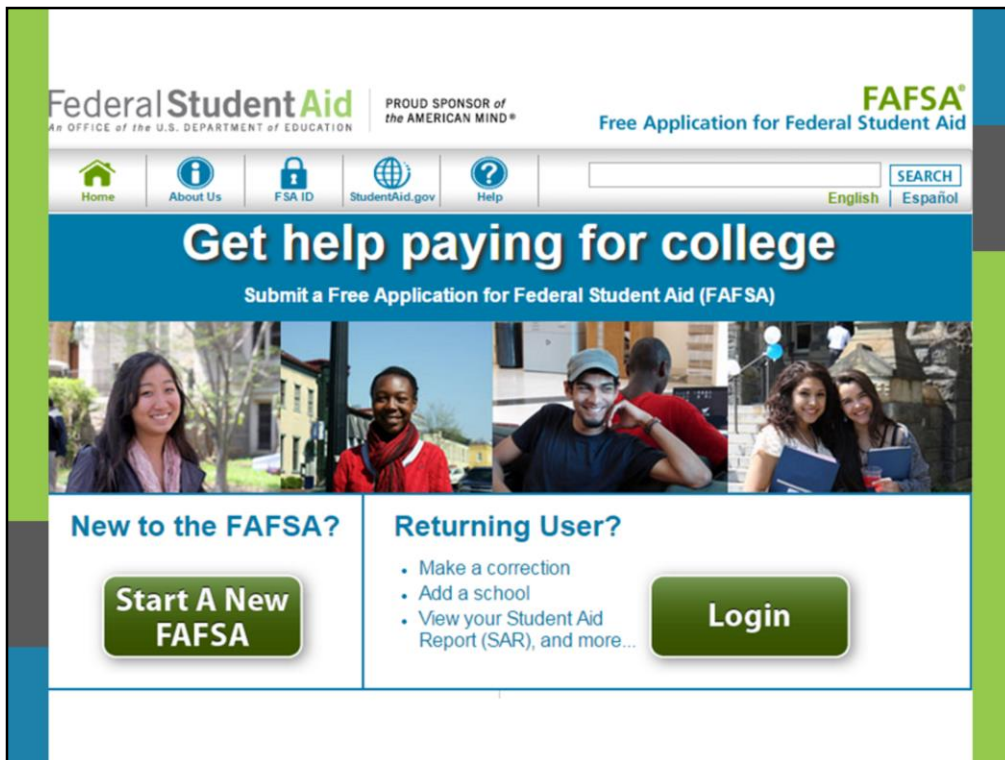 Federal Student Aid
An OFFICE of the U.S. DEPARTMENT of EDUCATION
PROUD SPONSOR of
the AMERICAN MIND®
FAFSA®
Free Application for Federal Student Aid
Home
About Us
FSA ID
StudentAid.gov
Help
SEARCH
English | Español
Get help paying for college
Submit a Free Application for Federal Student Aid (FAFSA)
New to the FAFSA?
Start A New
FAFSA
Returning User?
• Make a correction
• Add a school
• View your Student Aid
Report (SAR), and more...
Login